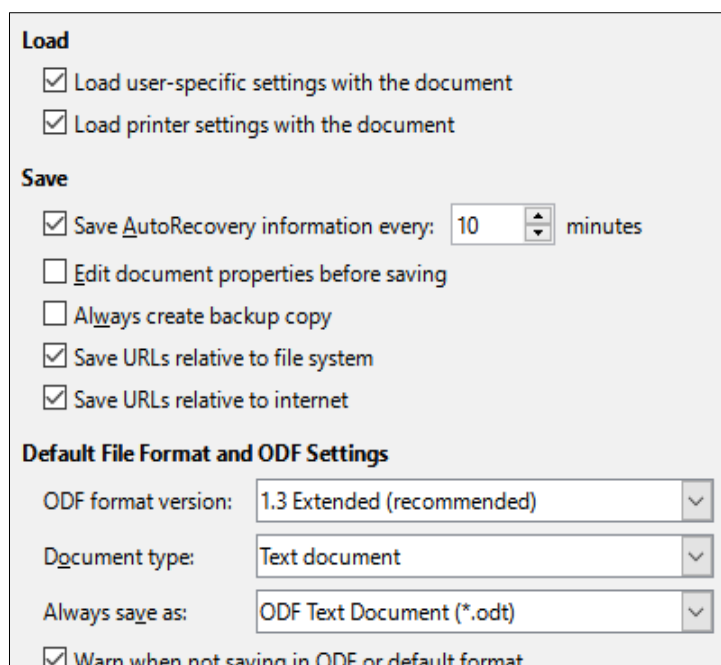 Load
Load user-specific settings with the document
Load printer settings with the document
Save
Save AutoRecovery information every: 10 minutes
Edit document properties before saving
Always create backup copy
Save URLs relative to file system
Save URLs relative to internet
Default File Format and ODF Settings
ODF format version: 1.3 Extended (recommended)
Document type: Text document
Always save as: ODF Text Document (*.odt)
Warn when not saving in ODF or default format